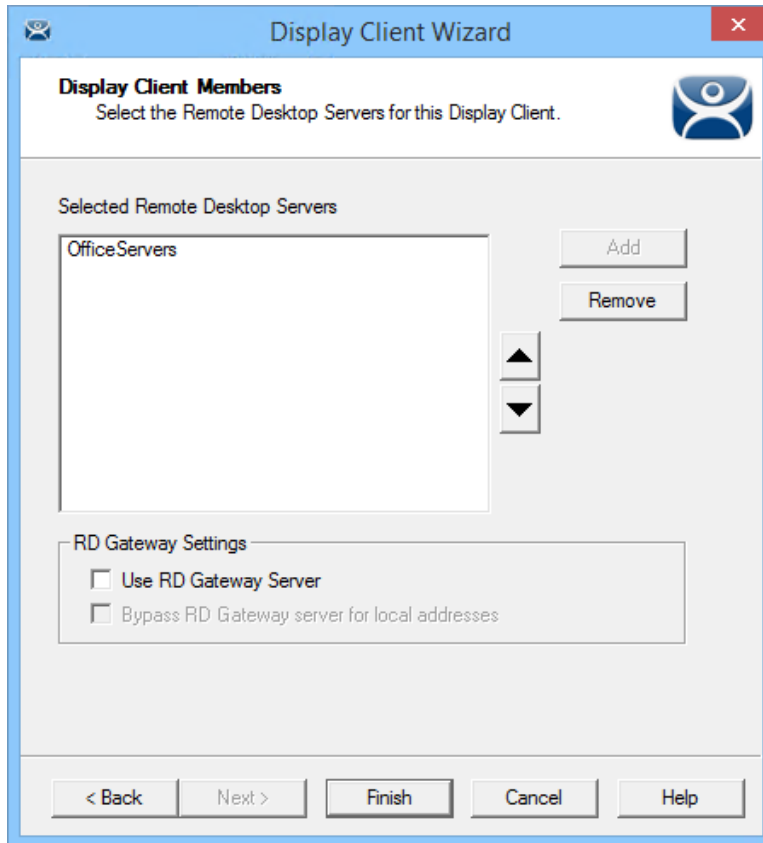 Display Client Wizard
Display Client Members
Select the Remote Desktop Servers for this Display Client.
Selected Remote Desktop Servers
OfficeServers
Add
Remove
RD Gateway Settings
Use RD Gateway Server
Bypass RD Gateway server for local addresses
< Back Next > Finish Cancel Help